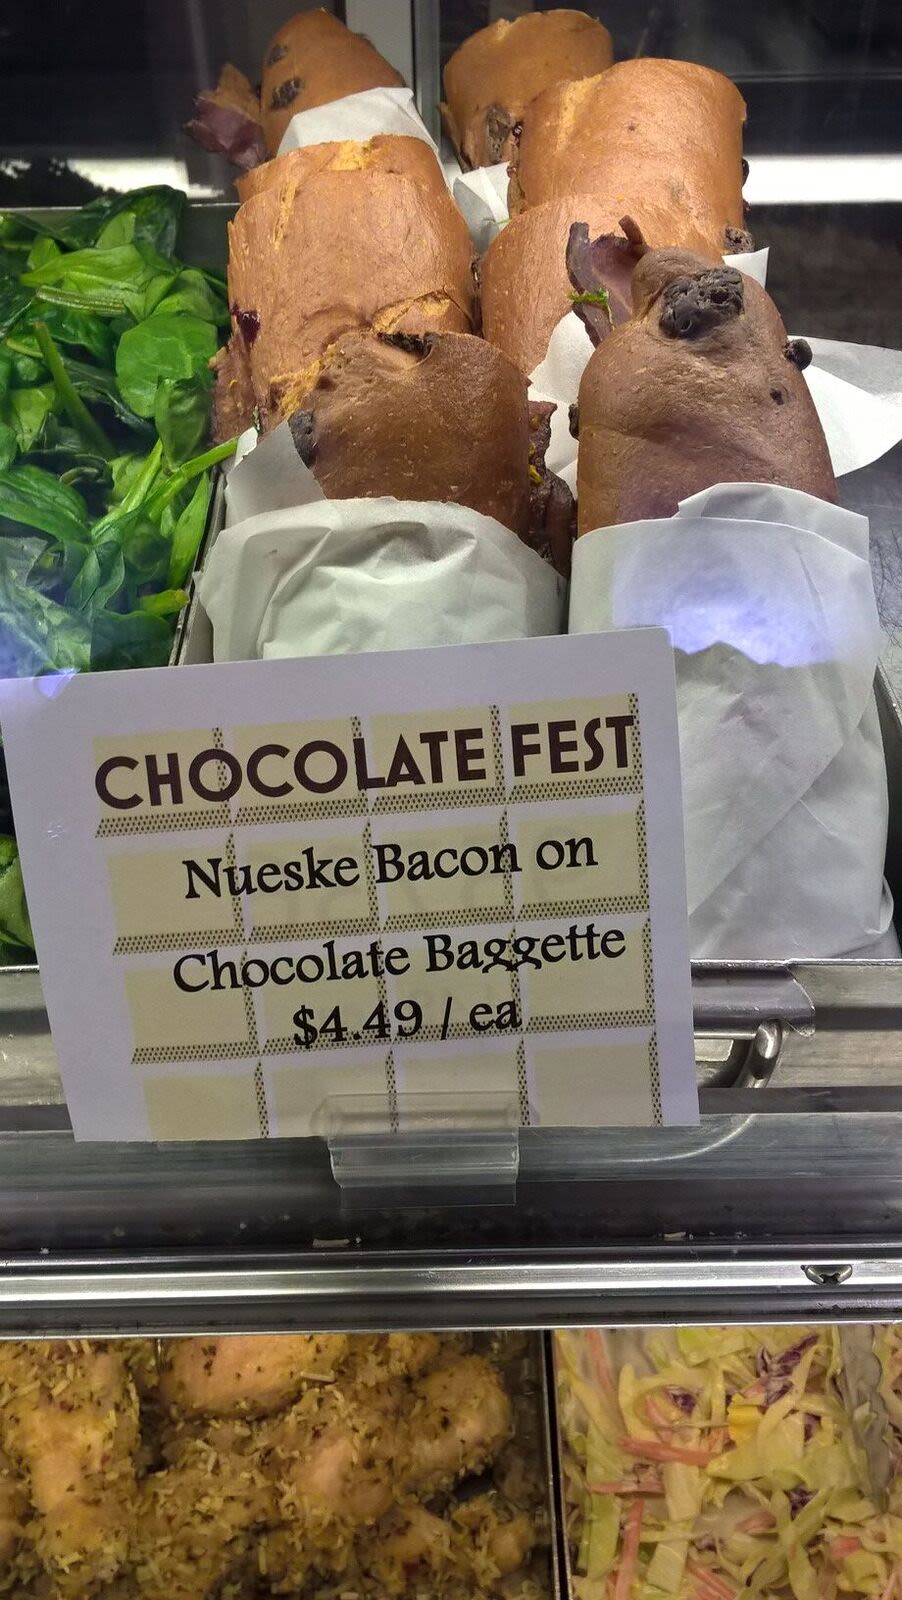 CHOCOLATE FEST
Nueske Bacon on
Chocolate Baggette
$4.49 / ea